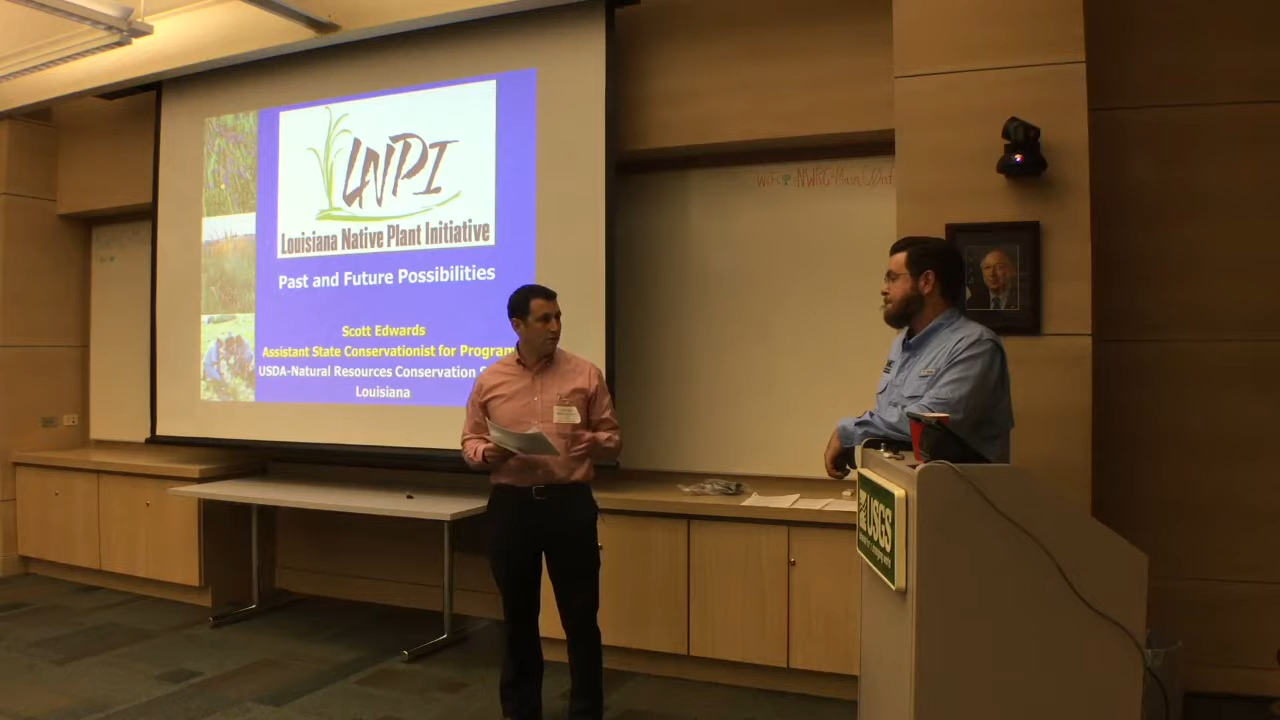 LNPI
Louisiana Native Plant Initiative
Past and Future Possibilities
Scott Edwards
Assistant State Conservationist for Program
USDA-Natural Resources Conservation
Louisiana
USGS